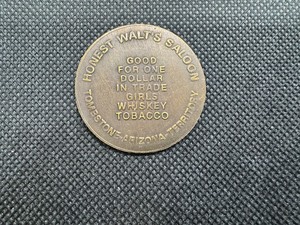 HONEST WALT'S SALOON
GOOD
FOR ONE
DOLLAR
IN TRADE
GIRLS
WHISKEY
TOBACCO
TOMBSTONE-ARIZONA-TERRITORY